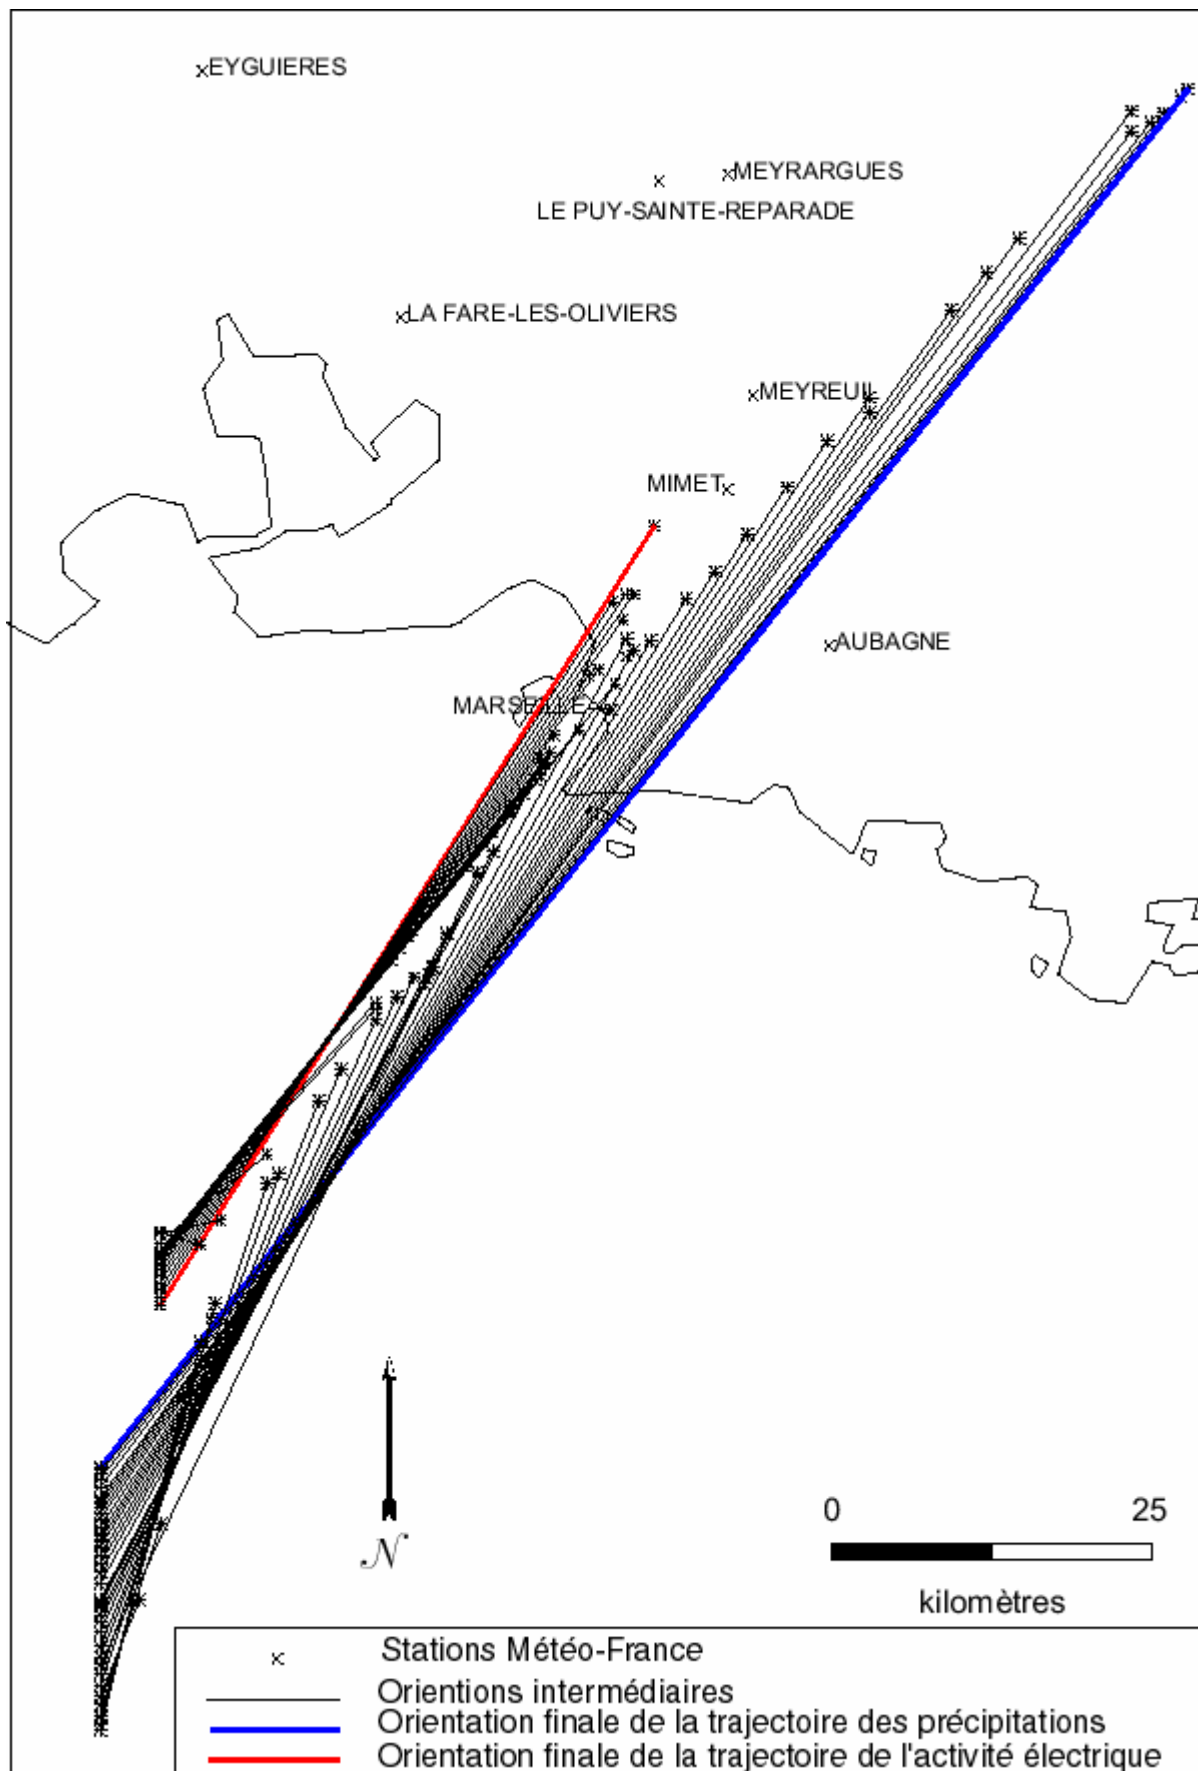 EYGUIERES
MEYRARGUES
LE PUY-SAINTE-REPARADE
LA FARE-LES-OLIVIERS
MEYREUIL
MIMET
AUBAGNE
MARSEILLE
N
0 25
kilomètres
Stations Météo-France
Orientions intermédiaires
Orientation finale de la trajectoire des précipitations
Orientation finale de la trajectoire de l'activité électrique